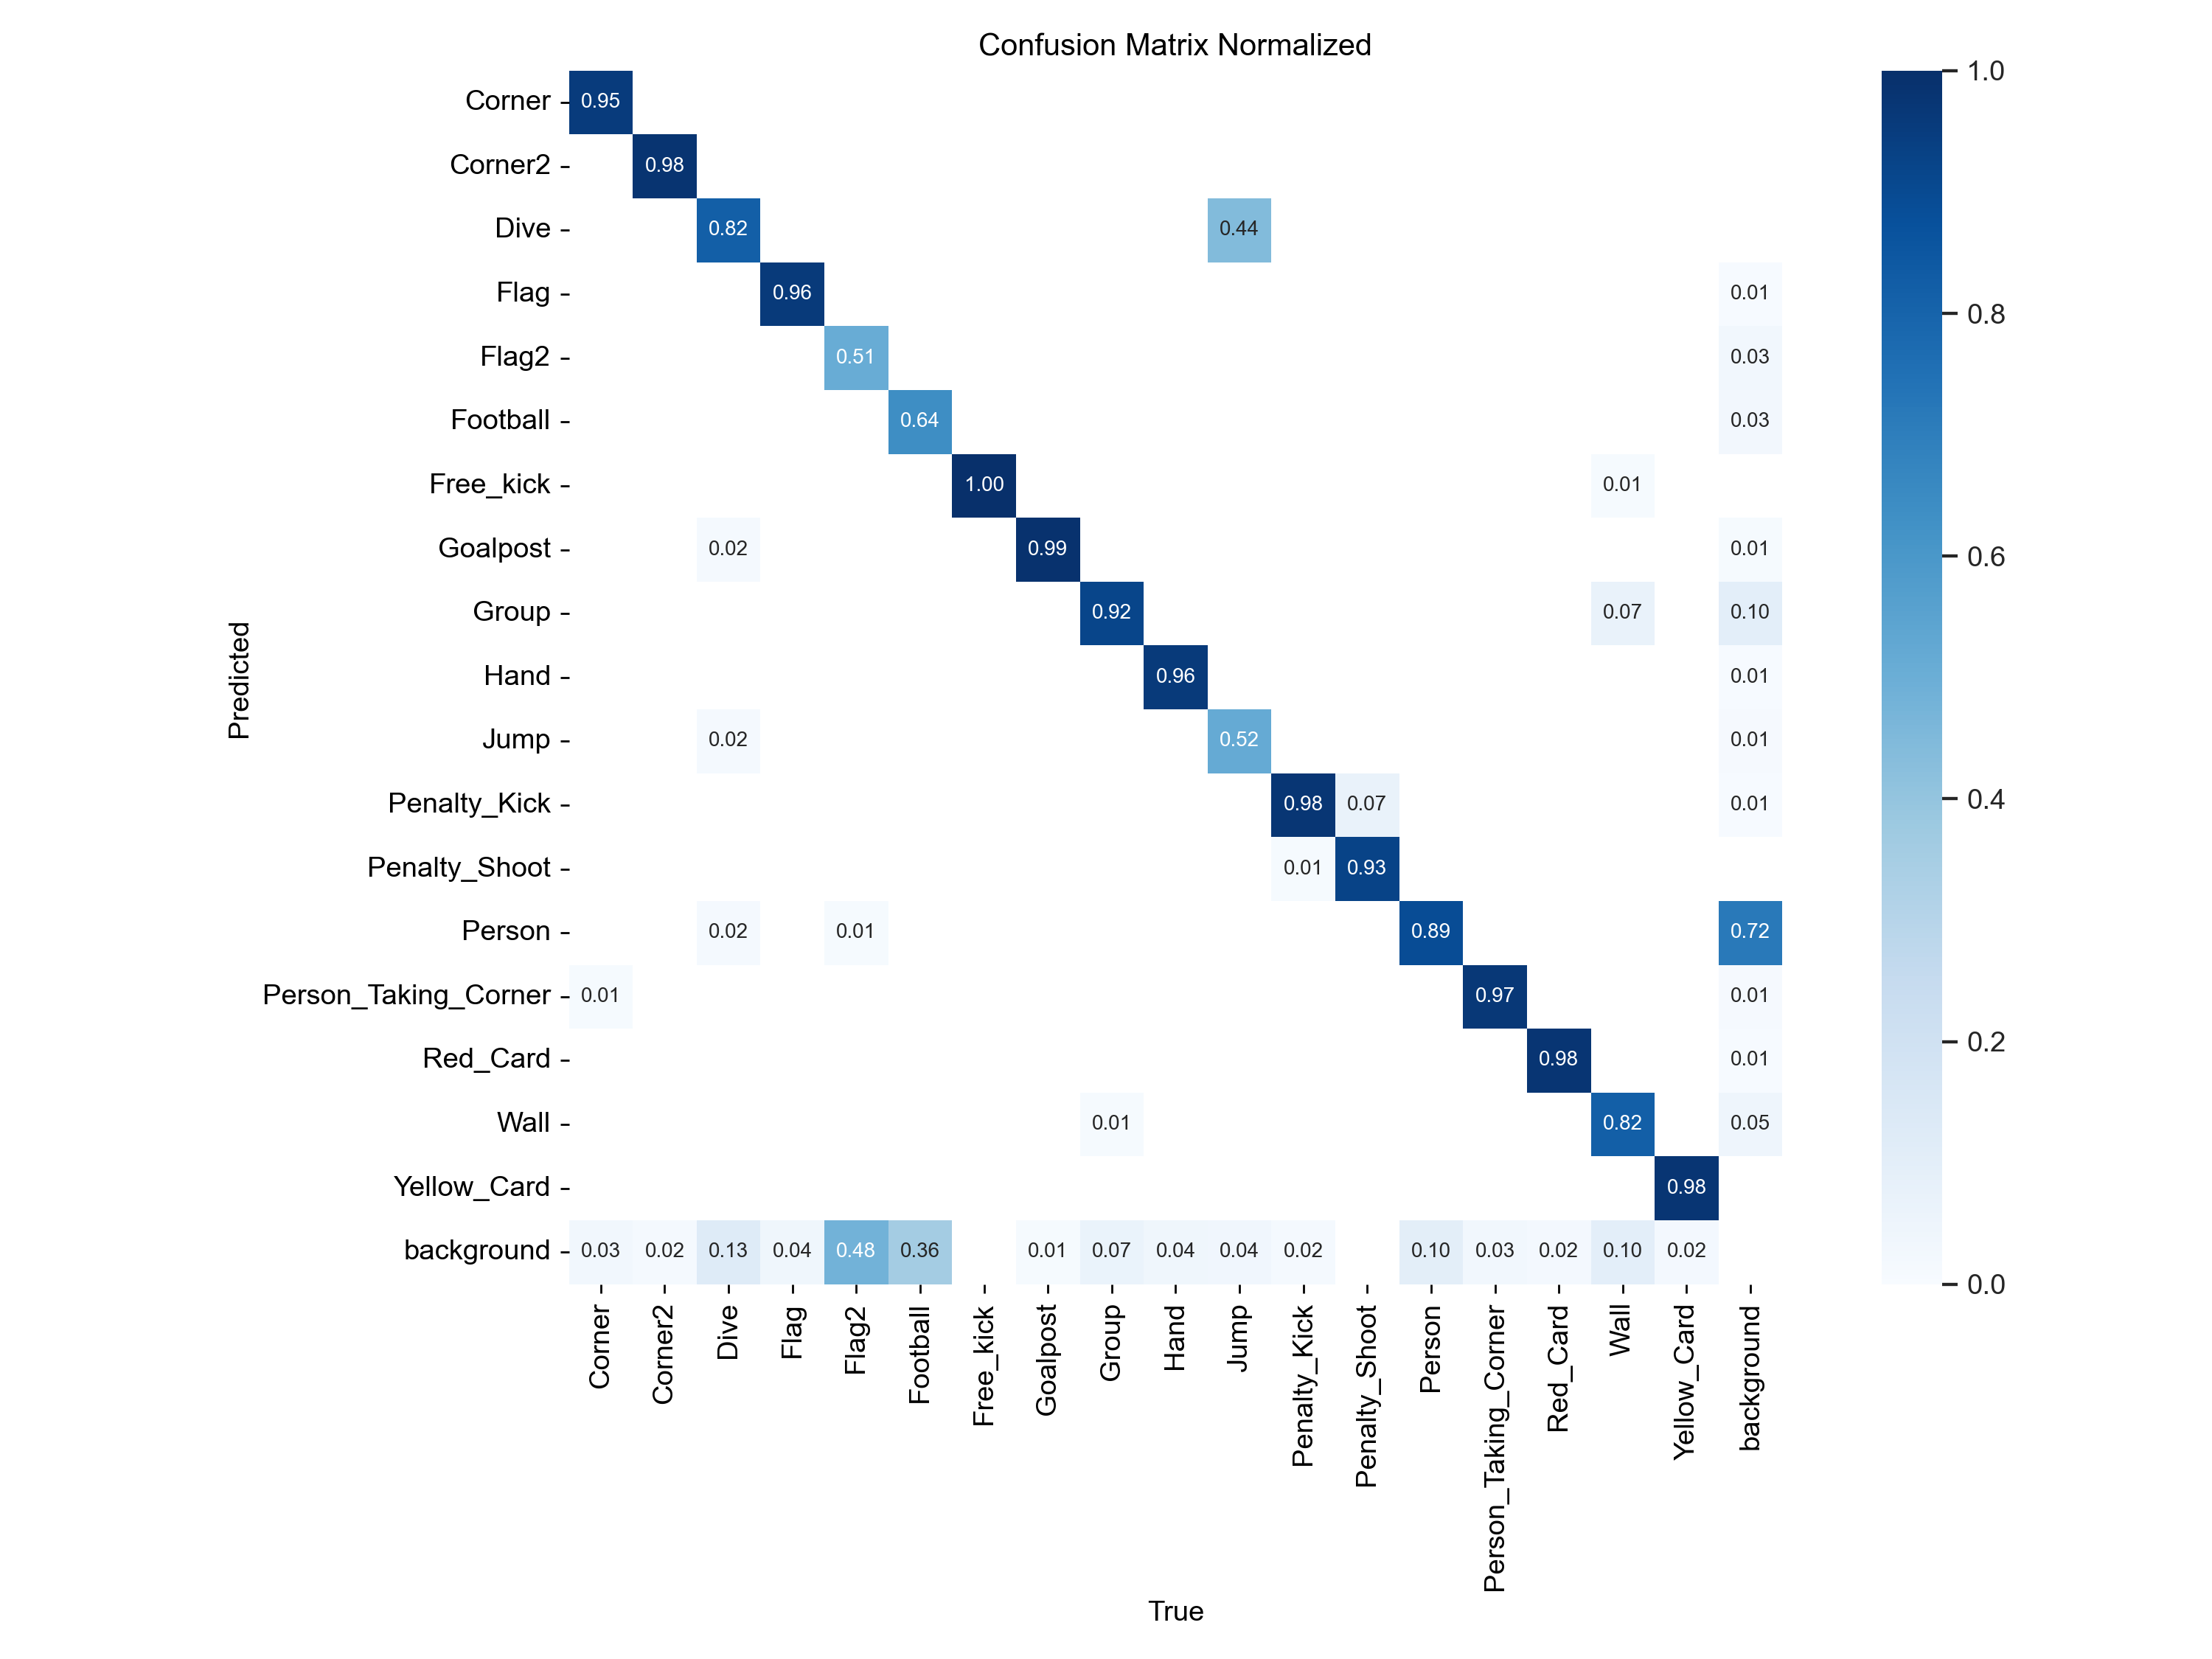 Confusion Matrix Normalized
Corner 0.95
Corner2 0.98
Dive 0.82 0.44
Flag 0.96 0.01
Flag2 0.51 0.03
Football 0.64 0.03
Free_kick 1.00 0.01
Goalpost 0.02 0.99 0.01
Group 0.92 0.07 0.10
Hand 0.96 0.01
Jump 0.02 0.52 0.01
Penalty_Kick 0.98 0.07 0.01
Penalty_Shoot 0.01 0.93
Person 0.02 0.01 0.89 0.72
Person_Taking_Corner 0.01 0.97 0.01
Red_Card 0.98 0.01
Wall 0.01 0.82 0.05
Yellow_Card 0.98
background 0.03 0.02 0.13 0.04 0.48 0.36 0.01 0.07 0.04 0.04 0.02 0.10 0.03 0.02 0.10 0.02
Predicted
Corner
Corner2
Dive
Flag
Flag2
Football
Free_kick
Goalpost
Group
Hand
Jump
Penalty_Kick
Penalty_Shoot
Person
Person_Taking_Corner
Red_Card
Wall
Yellow_Card
background
True
1.0
0.8
0.6
0.4
0.2
0.0